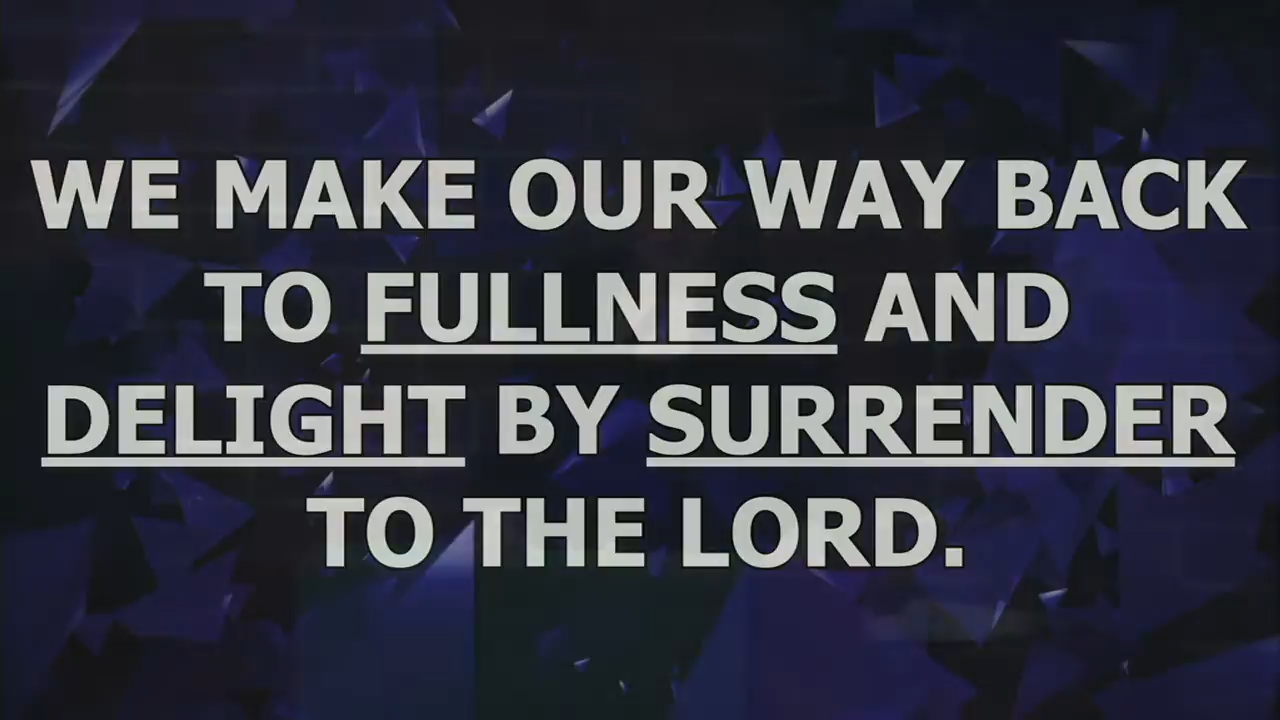 WE MAKE OUR WAY BACK
TO FULLNESS AND
DELIGHT BY SURRENDER
TO THE LORD.